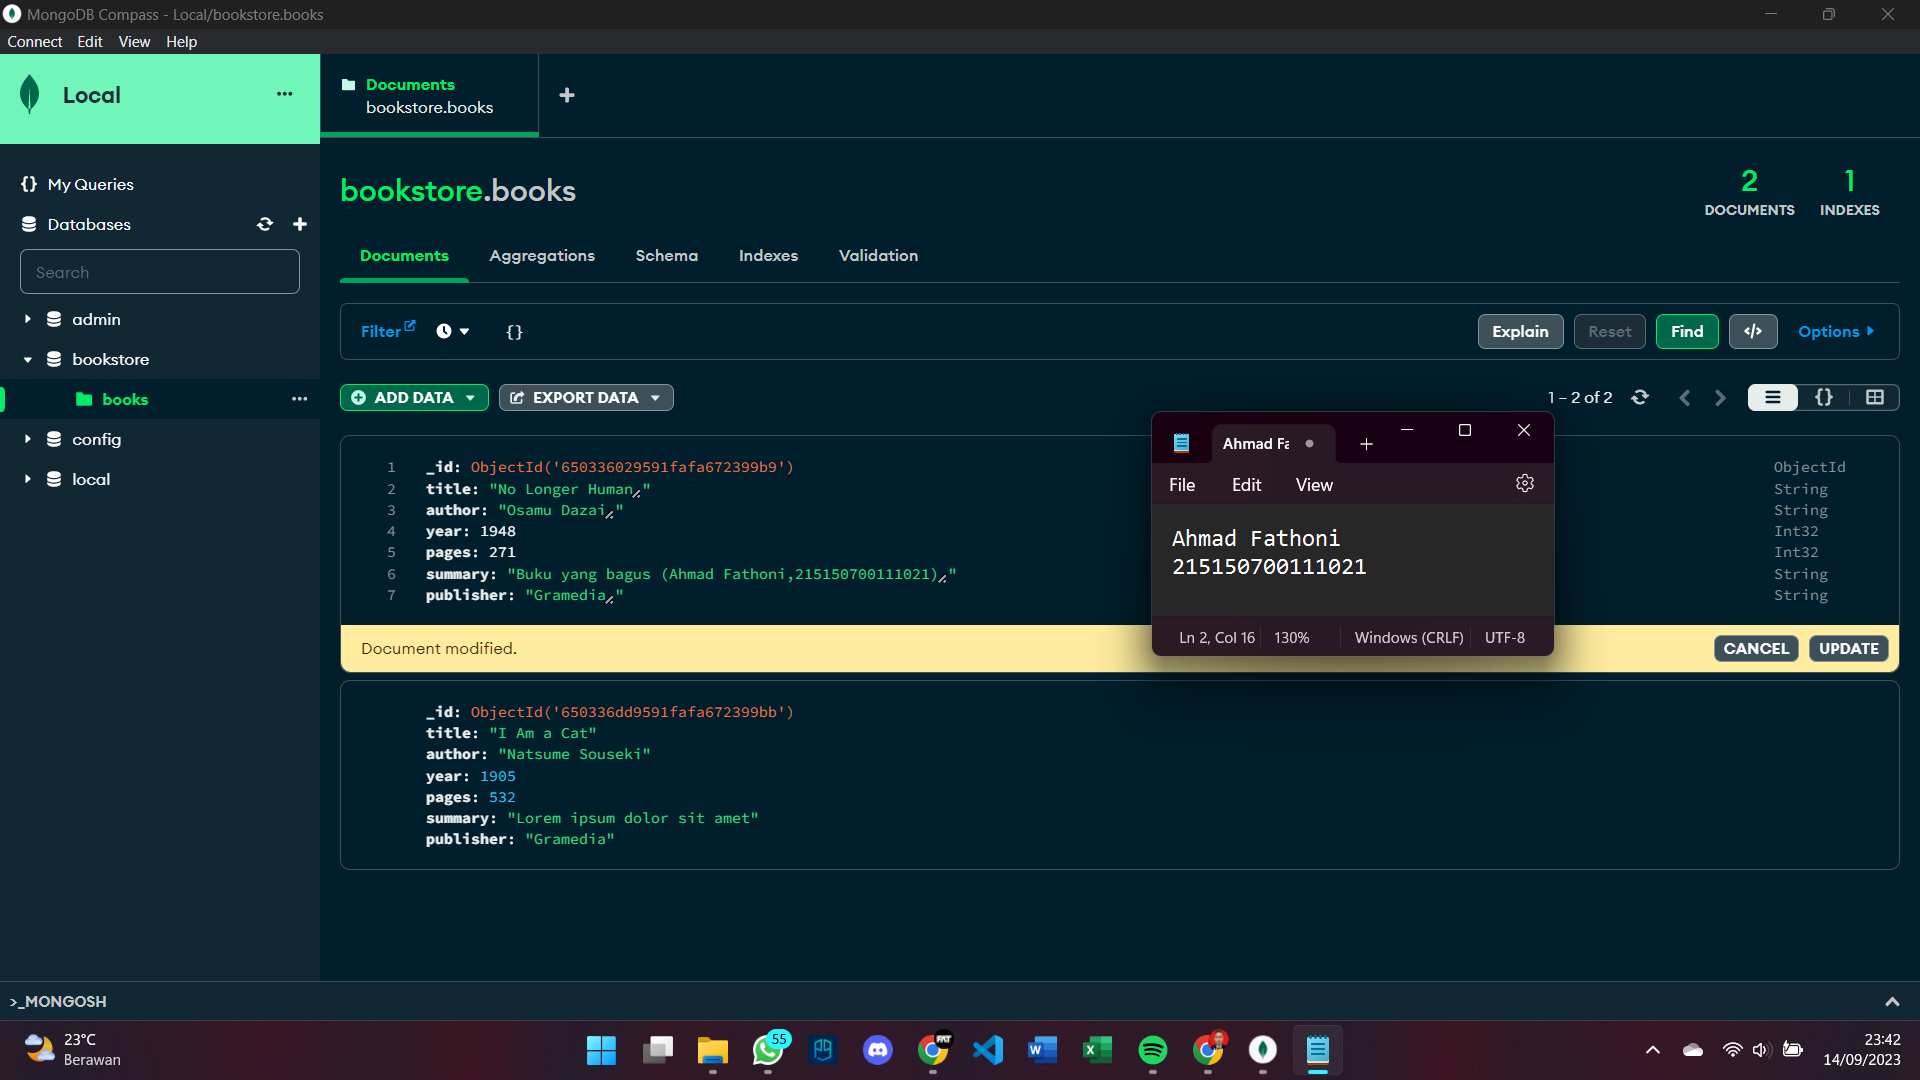 MongoDB Compass - Local/bookstore.books
Connect Edit View Help
Local
Documents
bookstore.books
My Queries
Databases
Search
admin
bookstore
books
config
local
bookstore.books
2
DOCUMENTS
1
INDEXES
Documents Aggregations Schema Indexes Validation
Filter {} Explain Reset Find </> Options
ADD DATA EXPORT DATA 1 – 2 of 2 {}
1 _id: ObjectId('650336029591fafa672399b9') ObjectId
2 title: "No Longer Human" String
3 author: "Osamu Dazai" String
4 year: 1948 Int32
5 pages: 271 Int32
6 summary: "Buku yang bagus (Ahmad Fathoni,215150700111021)" String
7 publisher: "Gramedia" String
Document modified. CANCEL UPDATE
_id: ObjectId('650336dd9591fafa672399bb')
title: "I Am a Cat"
author: "Natsume Souseki"
year: 1905
pages: 532
summary: "Lorem ipsum dolor sit amet"
publisher: "Gramedia"
Ahmad Fa
File Edit View
Ahmad Fathoni
215150700111021
Ln 2, Col 16 130% Windows (CRLF) UTF-8
>_MONGOSH
23°C
Berawan
55
FAT
23:42
14/09/2023